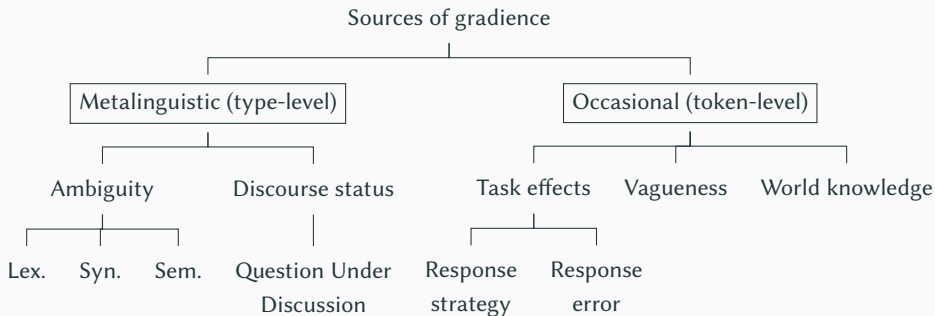 Sources of gradience
Metalinguistic (type-level)
Occasional (token-level)
Ambiguity
Discourse status
Task effects
Vagueness
World knowledge
Lex.
Syn.
Sem.
Question Under
Discussion
Response
strategy
Response
error